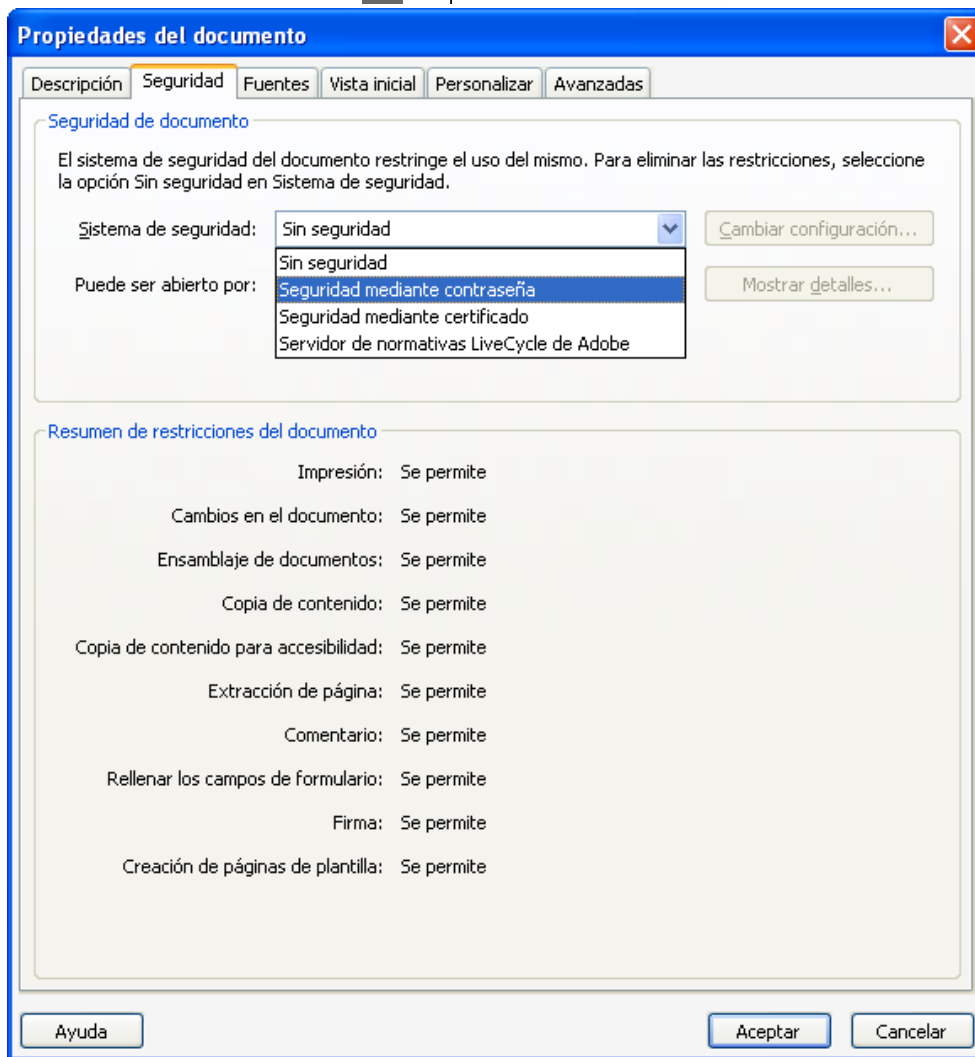 Propiedades del documento
Descripción Seguridad Fuentes Vista inicial Personalizar Avanzadas
Seguridad de documento
El sistema de seguridad del documento restringe el uso del mismo. Para eliminar las restricciones, seleccione
la opción Sin seguridad en Sistema de seguridad.
Sistema de seguridad: Sin seguridad Cambiar configuración...
Sin seguridad
Puede ser abierto por: Seguridad mediante contraseña Mostrar detalles...
Seguridad mediante certificado
Servidor de normativas LiveCycle de Adobe
Resumen de restricciones del documento
Impresión: Se permite
Cambios en el documento: Se permite
Ensamblaje de documentos: Se permite
Copia de contenido: Se permite
Copia de contenido para accesibilidad: Se permite
Extracción de página: Se permite
Comentario: Se permite
Rellenar los campos de formulario: Se permite
Firma: Se permite
Creación de páginas de plantilla: Se permite
Ayuda Aceptar Cancelar